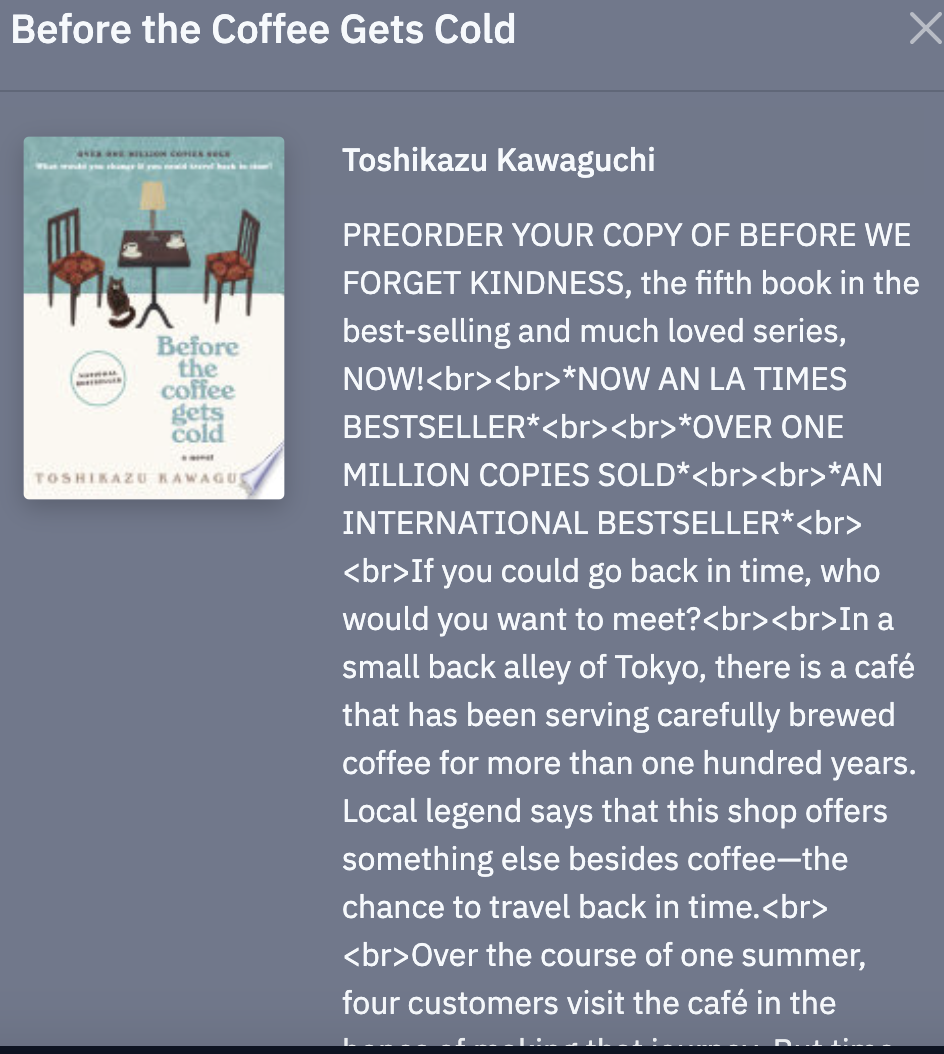 Before the Coffee Gets Cold
OVER ONE MILLION COPIES SOLD
What would you change if you could travel back in time?
NATIONAL
BESTSELLER
Before
the
coffee
gets
cold
a novel
TOSHIKAZU KAWAGU
Toshikazu Kawaguchi
PREORDER YOUR COPY OF BEFORE WE
FORGET KINDNESS, the fifth book in the
best-selling and much loved series,
NOW!<br><br>*NOW AN LA TIMES
BESTSELLER*<br><br>*OVER ONE
MILLION COPIES SOLD*<br><br>*AN
INTERNATIONAL BESTSELLER*<br>
<br>If you could go back in time, who
would you want to meet?<br><br>In a
small back alley of Tokyo, there is a café
that has been serving carefully brewed
coffee for more than one hundred years.
Local legend says that this shop offers
something else besides coffee—the
chance to travel back in time.<br>
<br>Over the course of one summer,
four customers visit the café in the
hopes of making that journey. But time